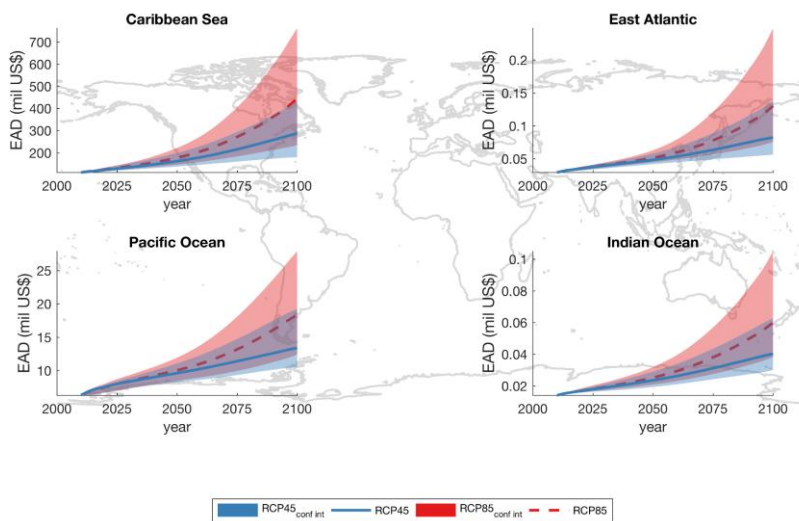 Caribbean Sea
700
600
500
400
300
200
2000 2025 2050 2075 2100
year
EAD (mil US$)
East Atlantic
0.2
0.15
0.1
0.05
2000 2025 2050 2075 2100
year
EAD (mil US$)
Pacific Ocean
25
20
15
10
2000 2025 2050 2075 2100
year
EAD (mil US$)
Indian Ocean
0.1
0.08
0.06
0.04
0.02
2000 2025 2050 2075 2100
year
EAD (mil US$)
RCP45conf int RCP45 RCP85conf int RCP85